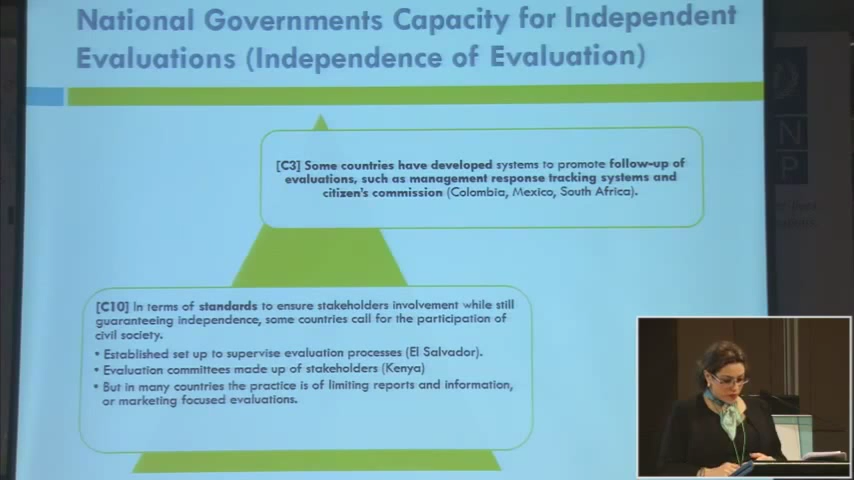 National Governments Capacity for Independent
Evaluations (Independence of Evaluation)
[C3] Some countries have developed systems to promote follow-up of
evaluations, such as management response tracking systems and
citizen's commission (Colombia, Mexico, South Africa).
[C10] In terms of standards to ensure stakeholders involvement while still
guaranteeing independence, some countries call for the participation of
civil society.
• Established set up to supervise evaluation processes (El Salvador).
• Evaluation committees made up of stakeholders (Kenya)
• But in many countries the practice is of limiting reports and information,
or marketing focused evaluations.
N
P